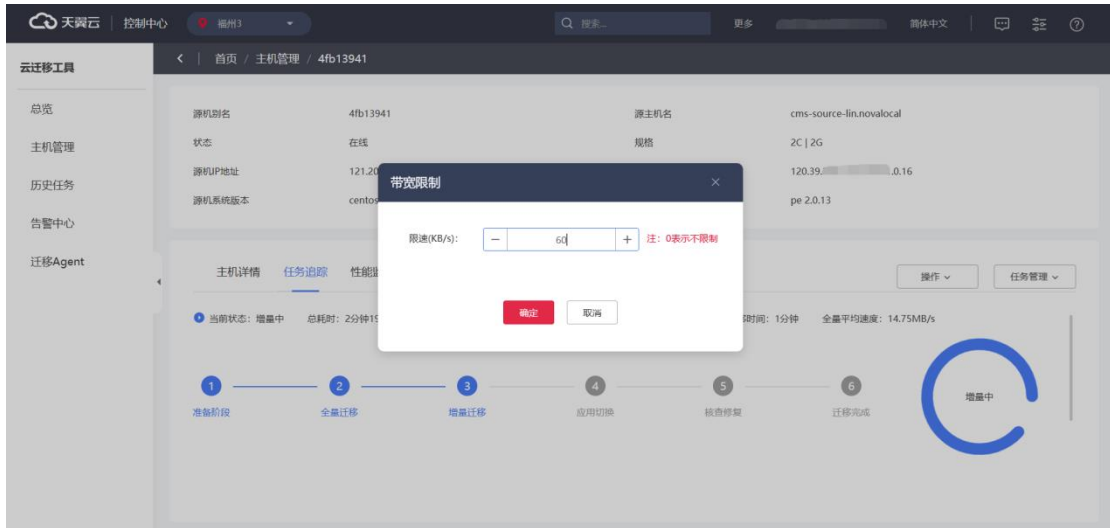 天翼云 控制中心 福州3 搜索... 更多 简体中文
云迁移工具
首页 / 主机管理 / 4fb13941
总览
主机管理
历史任务
告警中心
迁移Agent
源机别名 4fb13941 源主机名 cms-source-lin.novalocal
状态 在线 规格 2C | 2G
源机IP地址 121.20 120.39. .0.16
源机系统版本 centos pe 2.0.13
带宽限制
限速(KB/s): 60 注：0表示不限制
确定 取消
主机详情 任务追踪 性能 操作 任务管理
当前状态：增量中 总耗时：2分钟19 时间：1分钟 全量平均速度：14.75MB/s
1 2 3 4 5 6
准备阶段 全量迁移 增量迁移 应用切换 核查修复 迁移完成
增量中